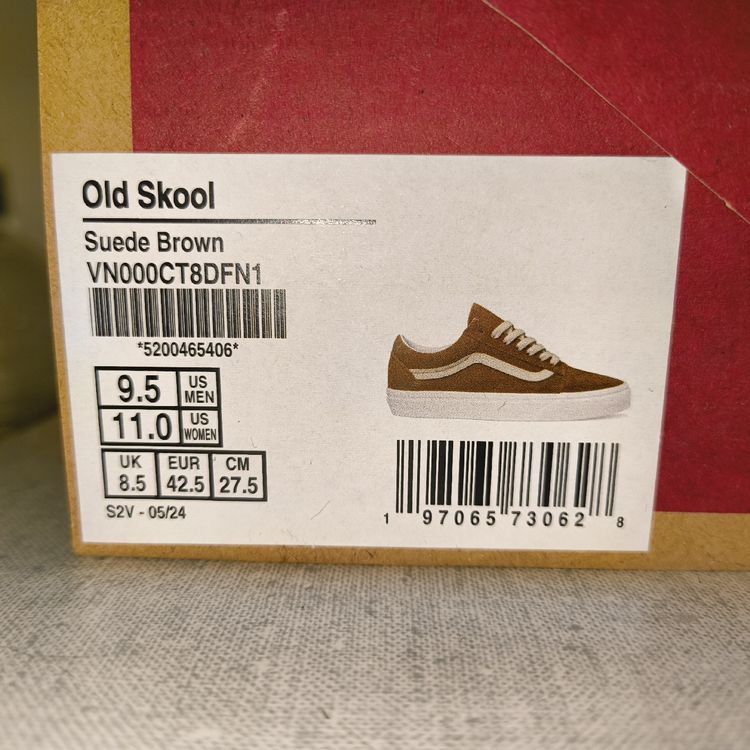 Old Skool
Suede Brown
VN000CT8DFN1
*5200465406*
9.5 US MEN
11.0 US WOMEN
UK EUR CM
8.5 42.5 27.5
S2V - 05/24
1 97065 73062 8